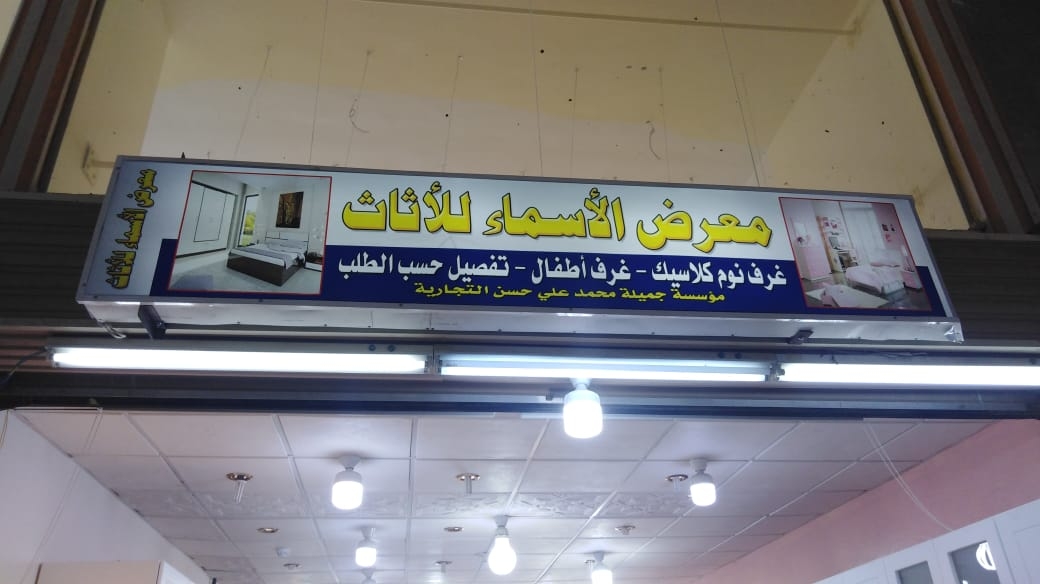 معرض الأسماء للأثاث
غرف نوم كلاسيك - غرف أطفال - تفصيل حسب الطلب
مؤسسة جميلة محمد علي حسن التجارية
معرض الأسماء للأثاث